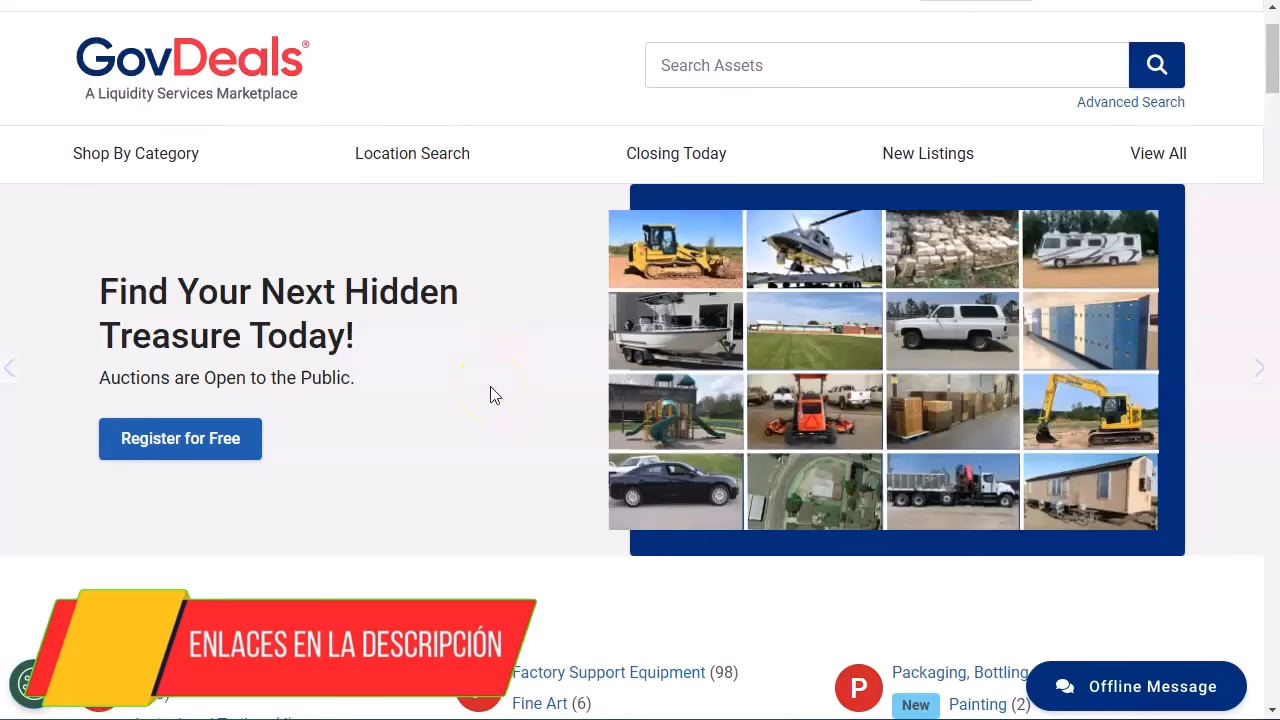 GovDeals®
A Liquidity Services Marketplace
Search Assets
Advanced Search
Shop By Category
Location Search
Closing Today
New Listings
View All
Find Your Next Hidden
Treasure Today!
Auctions are Open to the Public.
Register for Free
ENLACES EN LA DESCRIPCIÓN
Factory Support Equipment (98)
Fine Art (6)
P
Packaging, Bottling
New
Painting (2)
Offline Message